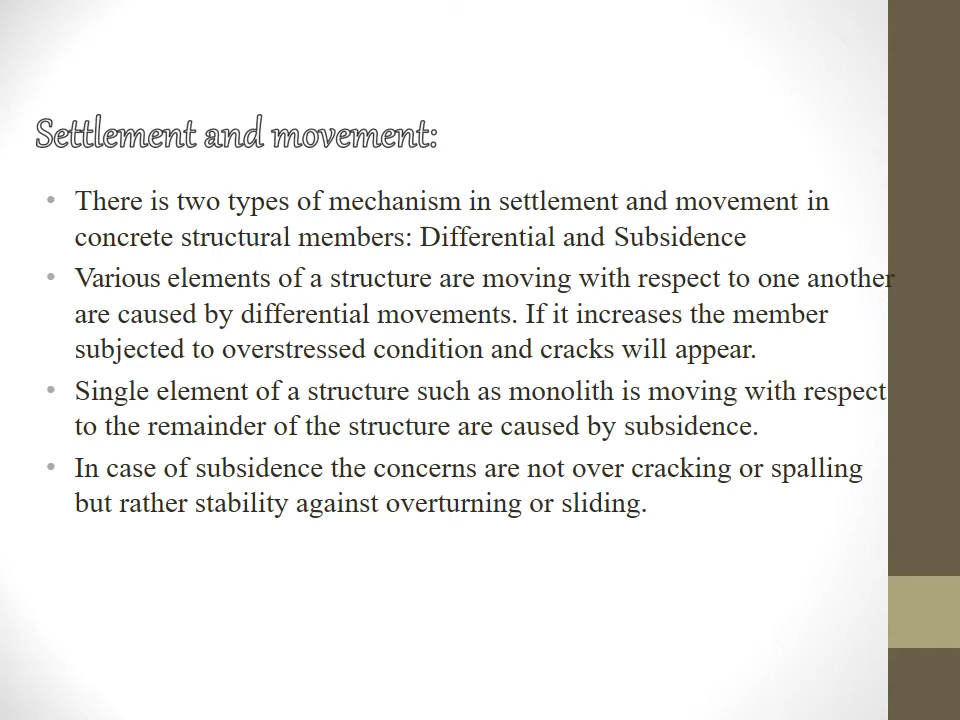 Settlement and movement:
• There is two types of mechanism in settlement and movement in
concrete structural members: Differential and Subsidence
• Various elements of a structure are moving with respect to one another
are caused by differential movements. If it increases the member
subjected to overstressed condition and cracks will appear.
• Single element of a structure such as monolith is moving with respect
to the remainder of the structure are caused by subsidence.
• In case of subsidence the concerns are not over cracking or spalling
but rather stability against overturning or sliding.